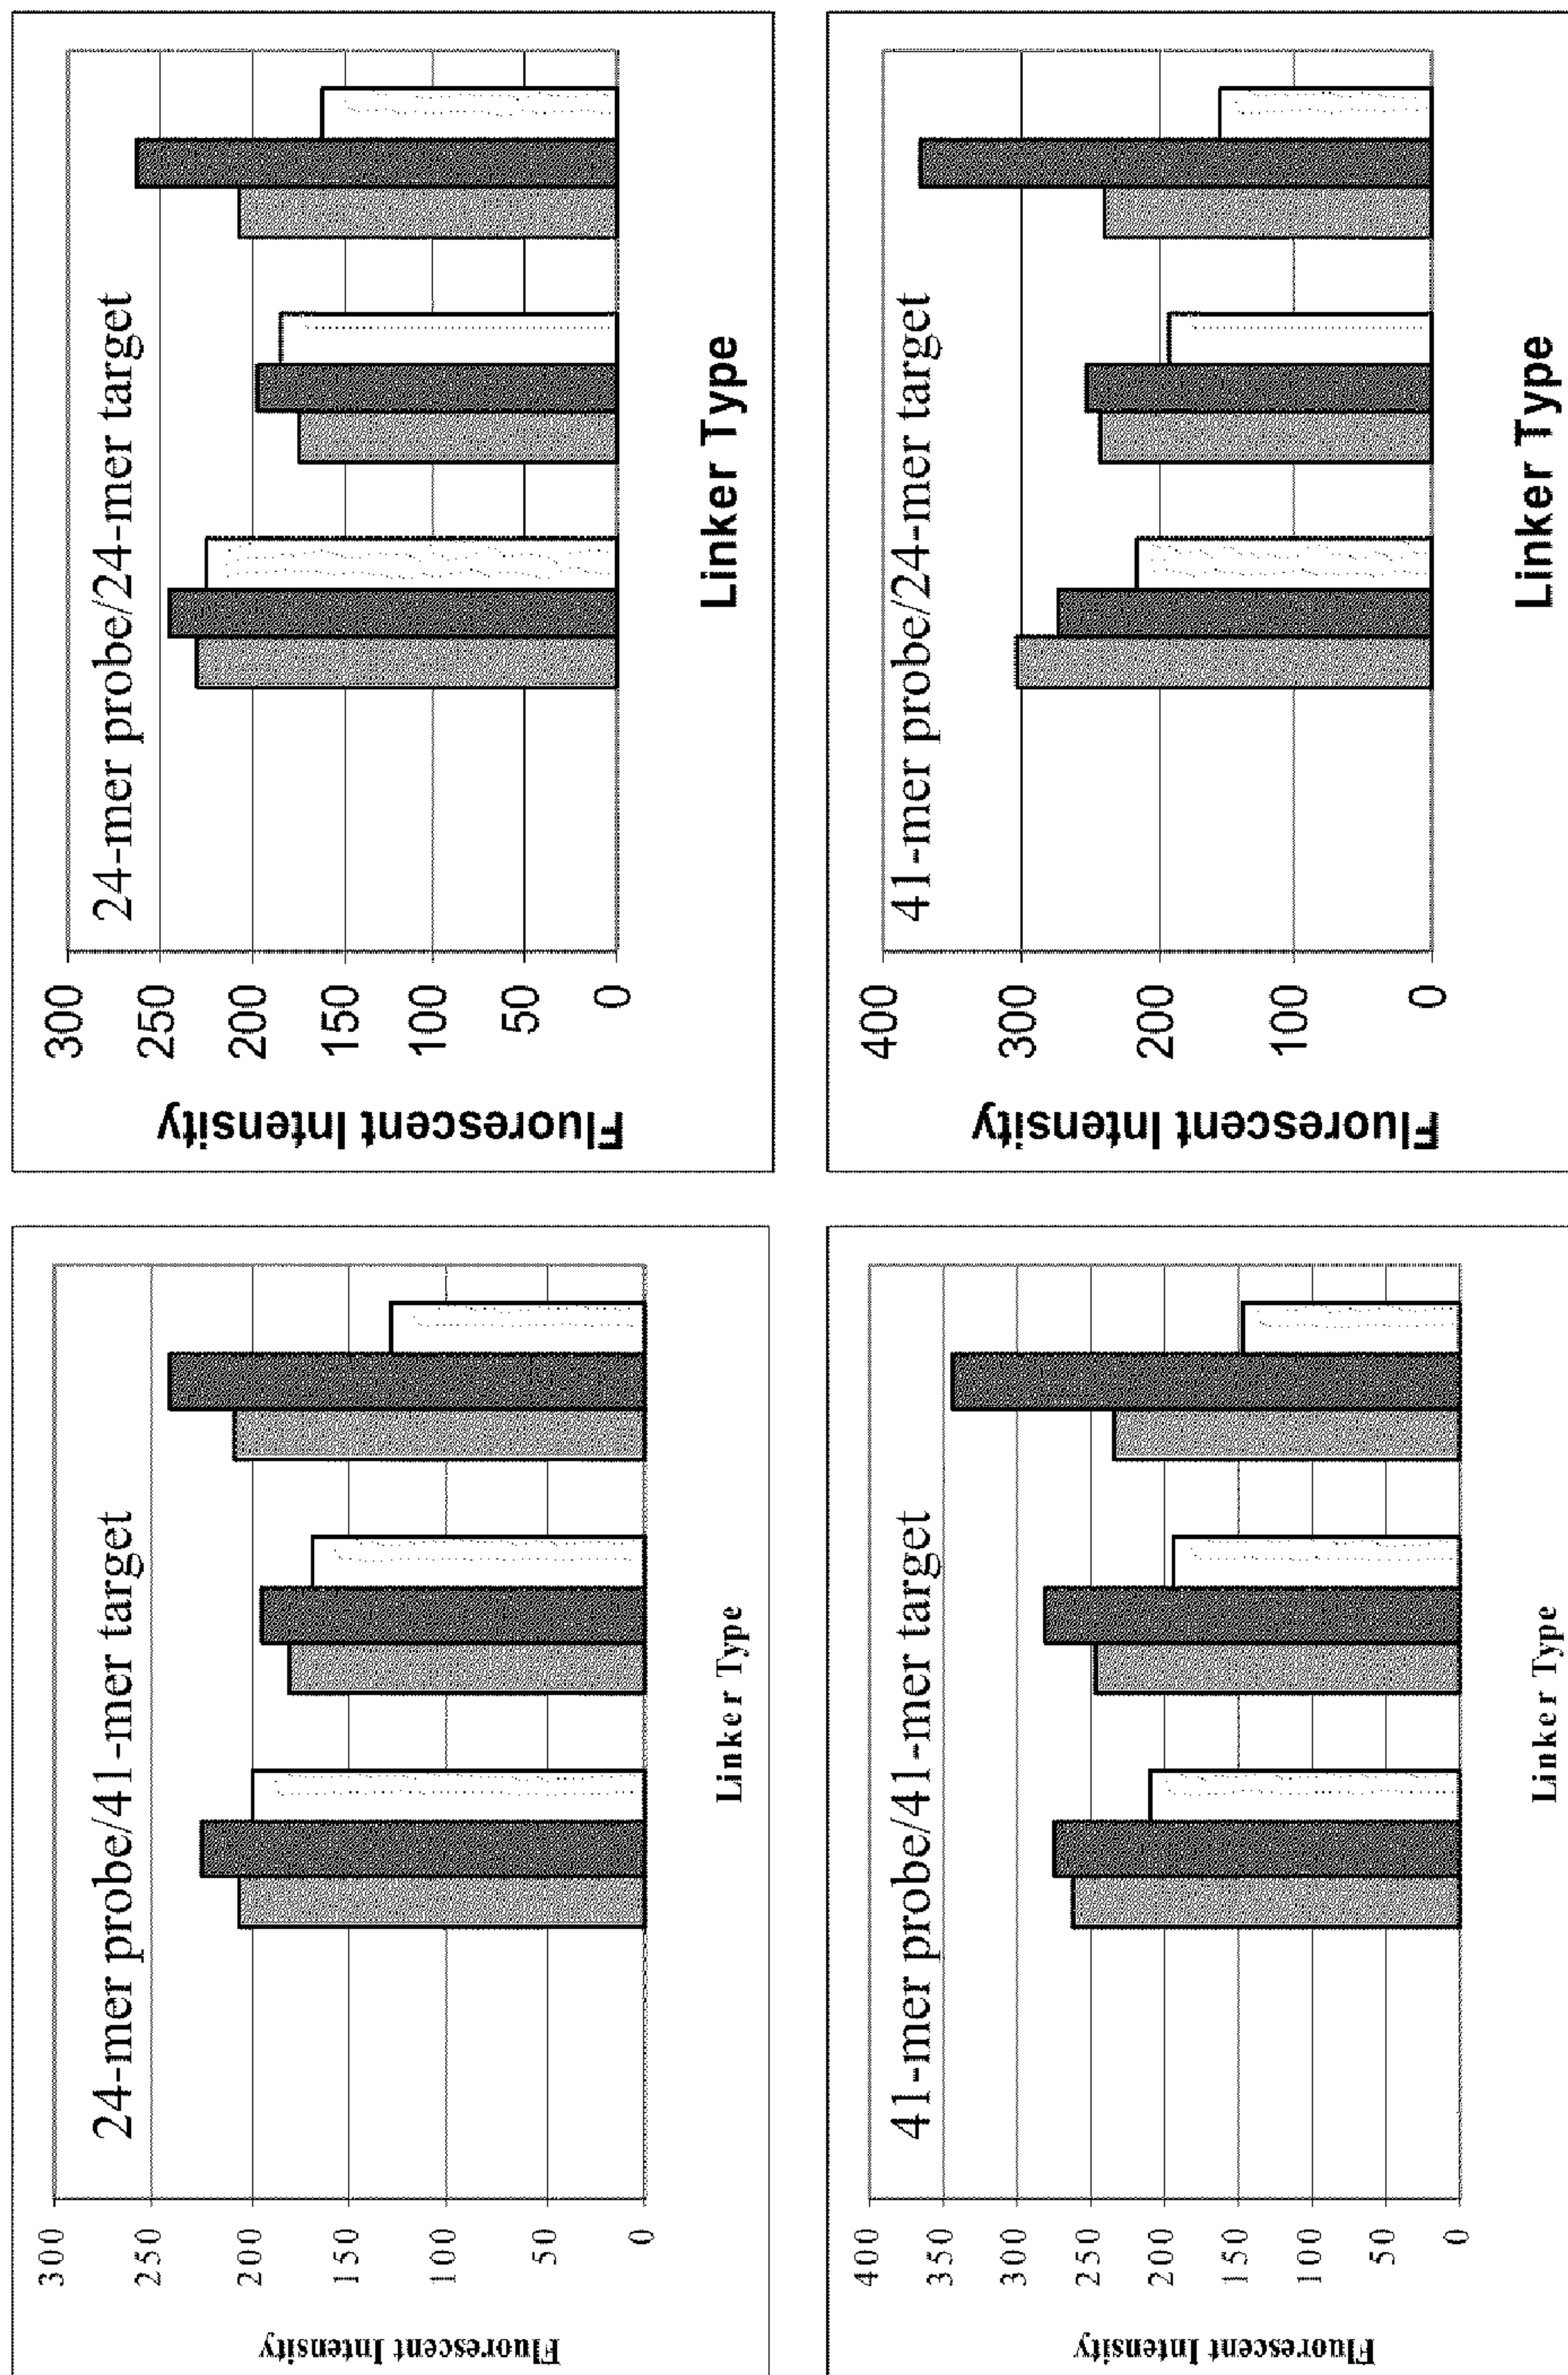 24-mer probe/41-mer target
Fluorescent Intensity
300
250
200
150
100
50
0
Linker Type
24-mer probe/24-mer target
Fluorescent Intensity
300
250
200
150
100
50
0
Linker Type
41-mer probe/41-mer target
Fluorescent Intensity
400
350
300
250
200
150
100
50
0
Linker Type
41-mer probe/24-mer target
Fluorescent Intensity
400
300
200
100
0
Linker Type